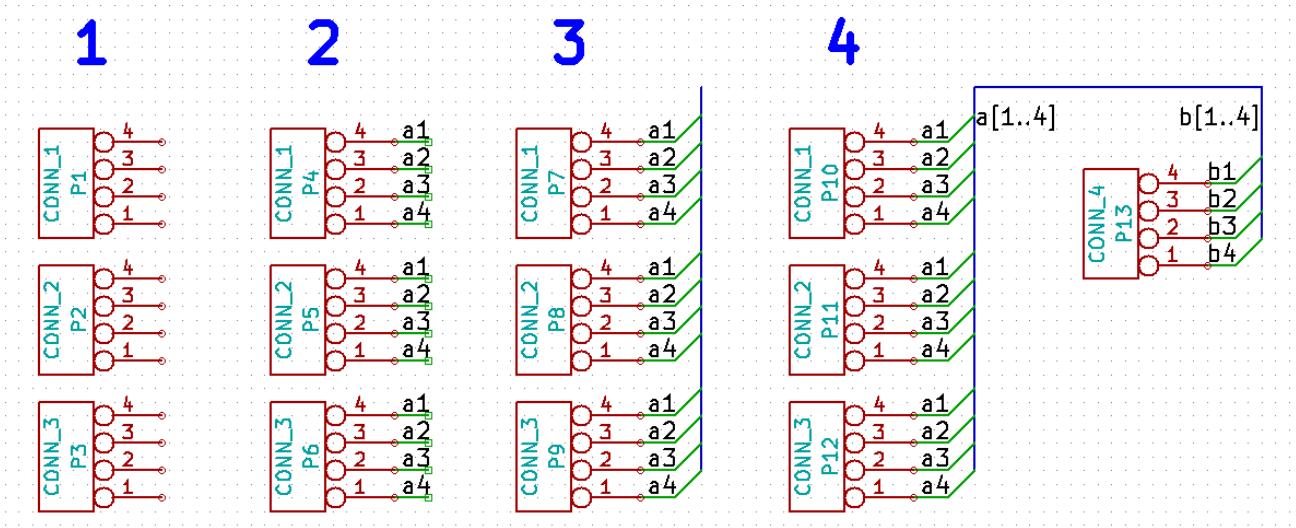 1 2 3 4
a[1..4] b[1..4]
CONN_1 P1 4 3 2 1
CONN_1 P4 4 a1 3 a2 2 a3 1 a4
CONN_1 P7 4 a1 3 a2 2 a3 1 a4
CONN_1 P10 4 a1 3 a2 2 a3 1 a4
CONN_4 P13 4 b1 3 b2 2 b3 1 b4
CONN_2 P2 4 3 2 1
CONN_2 P5 4 a1 3 a2 2 a3 1 a4
CONN_2 P8 4 a1 3 a2 2 a3 1 a4
CONN_2 P11 4 a1 3 a2 2 a3 1 a4
CONN_3 P3 4 3 2 1
CONN_3 P6 4 a1 3 a2 2 a3 1 a4
CONN_3 P9 4 a1 3 a2 2 a3 1 a4
CONN_3 P12 4 a1 3 a2 2 a3 1 a4